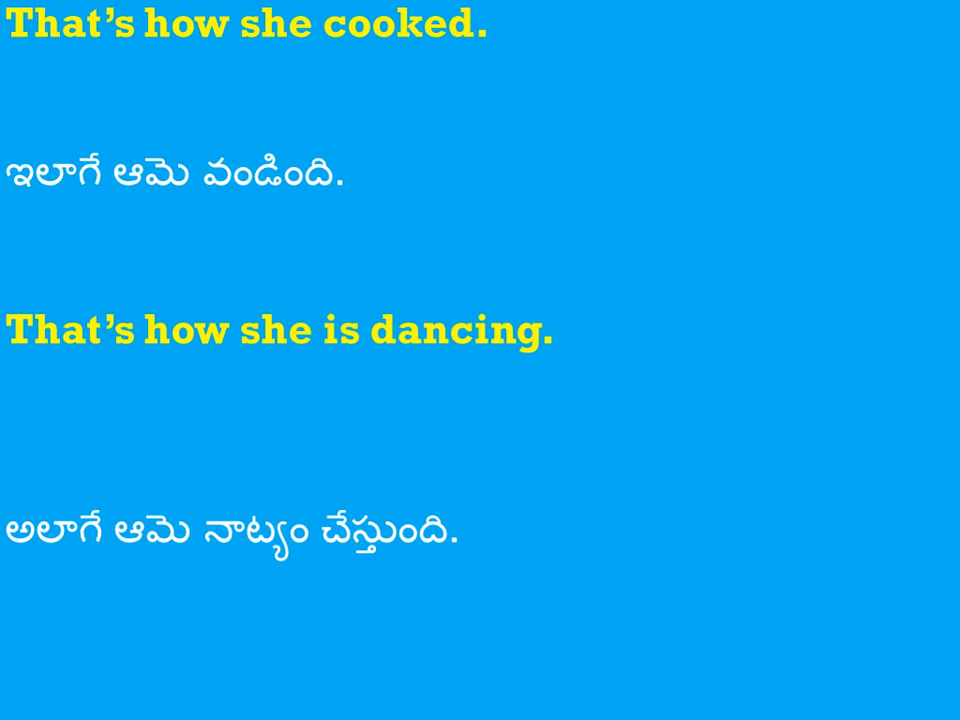 That’s how she cooked.
ఇలాగే ఆమె వండింది.
That’s how she is dancing.
అలాగే ఆమె నాట్యం చేస్తుంది.